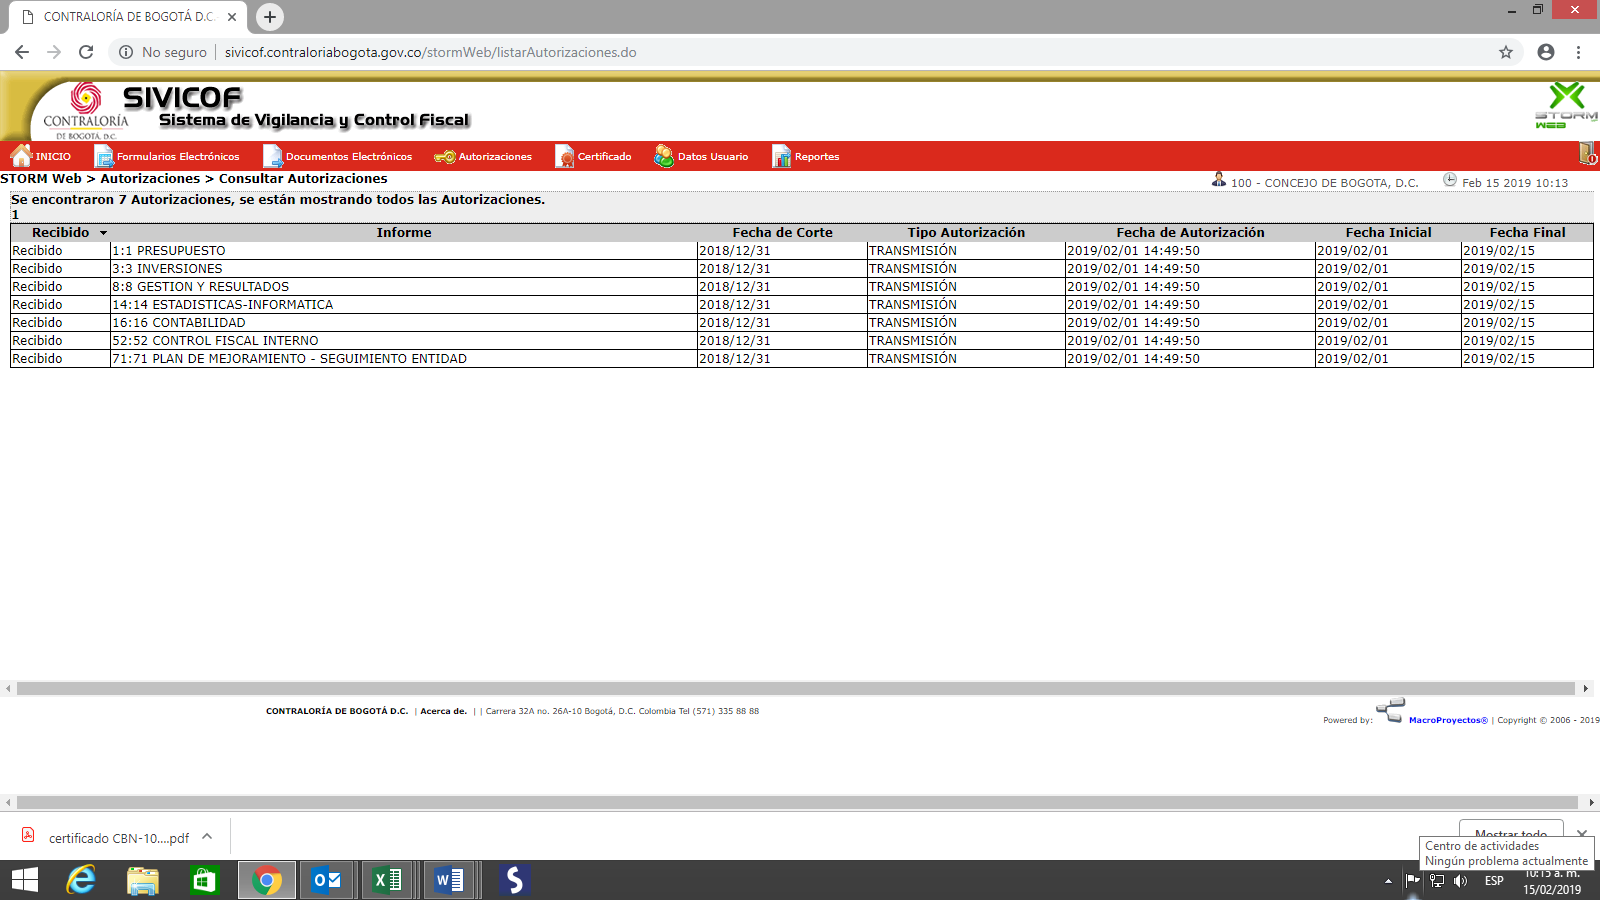 CONTRALORÍA DE BOGOTÁ D.C.
No seguro
sivicof.contraloriabogota.gov.co/stormWeb/listarAutorizaciones.do
CONTRALORÍA
DE BOGOTÁ, D.C.
SIVICOF
Sistema de Vigilancia y Control Fiscal
STORM
WEB
INICIO Formularios Electrónicos Documentos Electrónicos Autorizaciones Certificado Datos Usuario Reportes
STORM Web > Autorizaciones > Consultar Autorizaciones
100 - CONCEJO DE BOGOTA, D.C. Feb 15 2019 10:13
Se encontraron 7 Autorizaciones, se están mostrando todos las Autorizaciones.
1
Recibido Informe Fecha de Corte Tipo Autorización Fecha de Autorización Fecha Inicial Fecha Final
Recibido 1:1 PRESUPUESTO 2018/12/31 TRANSMISIÓN 2019/02/01 14:49:50 2019/02/01 2019/02/15
Recibido 3:3 INVERSIONES 2018/12/31 TRANSMISIÓN 2019/02/01 14:49:50 2019/02/01 2019/02/15
Recibido 8:8 GESTION Y RESULTADOS 2018/12/31 TRANSMISIÓN 2019/02/01 14:49:50 2019/02/01 2019/02/15
Recibido 14:14 ESTADISTICAS-INFORMATICA 2018/12/31 TRANSMISIÓN 2019/02/01 14:49:50 2019/02/01 2019/02/15
Recibido 16:16 CONTABILIDAD 2018/12/31 TRANSMISIÓN 2019/02/01 14:49:50 2019/02/01 2019/02/15
Recibido 52:52 CONTROL FISCAL INTERNO 2018/12/31 TRANSMISIÓN 2019/02/01 14:49:50 2019/02/01 2019/02/15
Recibido 71:71 PLAN DE MEJORAMIENTO - SEGUIMIENTO ENTIDAD 2018/12/31 TRANSMISIÓN 2019/02/01 14:49:50 2019/02/01 2019/02/15
CONTRALORÍA DE BOGOTÁ D.C. | Acerca de. | | Carrera 32A no. 26A-10 Bogotá, D.C. Colombia Tel (571) 335 88 88
Powered by: MacroProyectos® | Copyright © 2006 - 2019
certificado CBN-10....pdf
Mostrar todo
Centro de actividades
Ningún problema actualmente
ESP
10:15 a. m.
15/02/2019